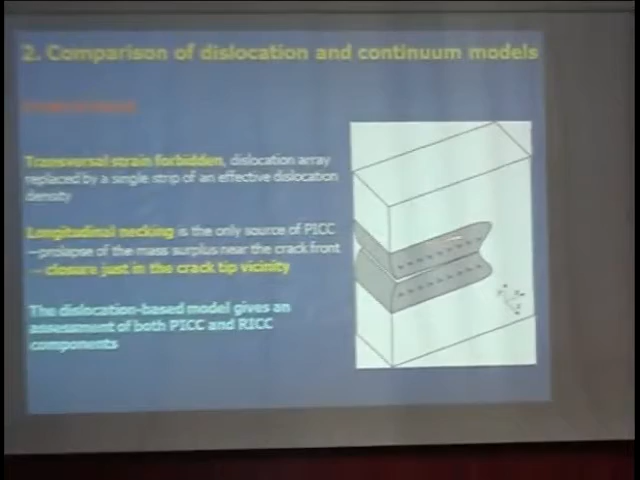 2. Comparison of dislocation and continuum models
Transversal strain forbidden, dislocation array
replaced by a single strip of an effective dislocation
density
Longitudinal necking is the only source of PICC
—prolapse of the mass surplus near the crack front
— closure just in the crack tip vicinity
The dislocation-based model gives an
assessment of both PICC and RICC
components